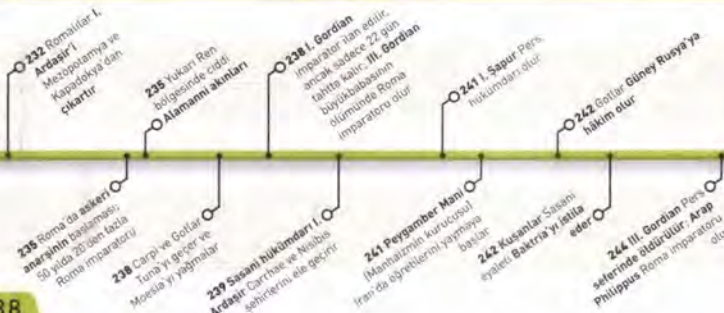 232 Romalılar I.
Ardaşir'i
Mezopotamya ve
Kapadokya'dan
çıkartır
235 Yukarı Ren
bölgesinde ciddi
Alamanni akınları
238 I. Gordian
imparator ilan edilir,
ancak sadece 22 gün
tahtta kalır; III. Gordian
büyükbabasının
ölümünde Roma
imparatoru olur
241 I. Şapur Pers
hükümdarı olur
242 Gotlar Güney Rusya'ya
hâkim olur
235 Roma'da askeri
anarşinin başlaması;
50 yılda 20'den fazla
Roma imparatoru
238 Carpi ve Gotlar
Tuna'yı geçer ve
Moesia'yı yağmalar
239 Sasani hükümdarı I.
Ardaşir Carrhae ve Nisibis
şehirlerini ele geçirir
241 Peygamber Mani
(Manhaizmin kurucusu)
İran'da öğretilerini yaymaya
başlar
242 Kuşanlar Sasani
eyaleti Baktria'yı istila
eder
244 III. Gordian Pers
seferinde öldürülür; Arap
Philippus Roma imparatoru
38